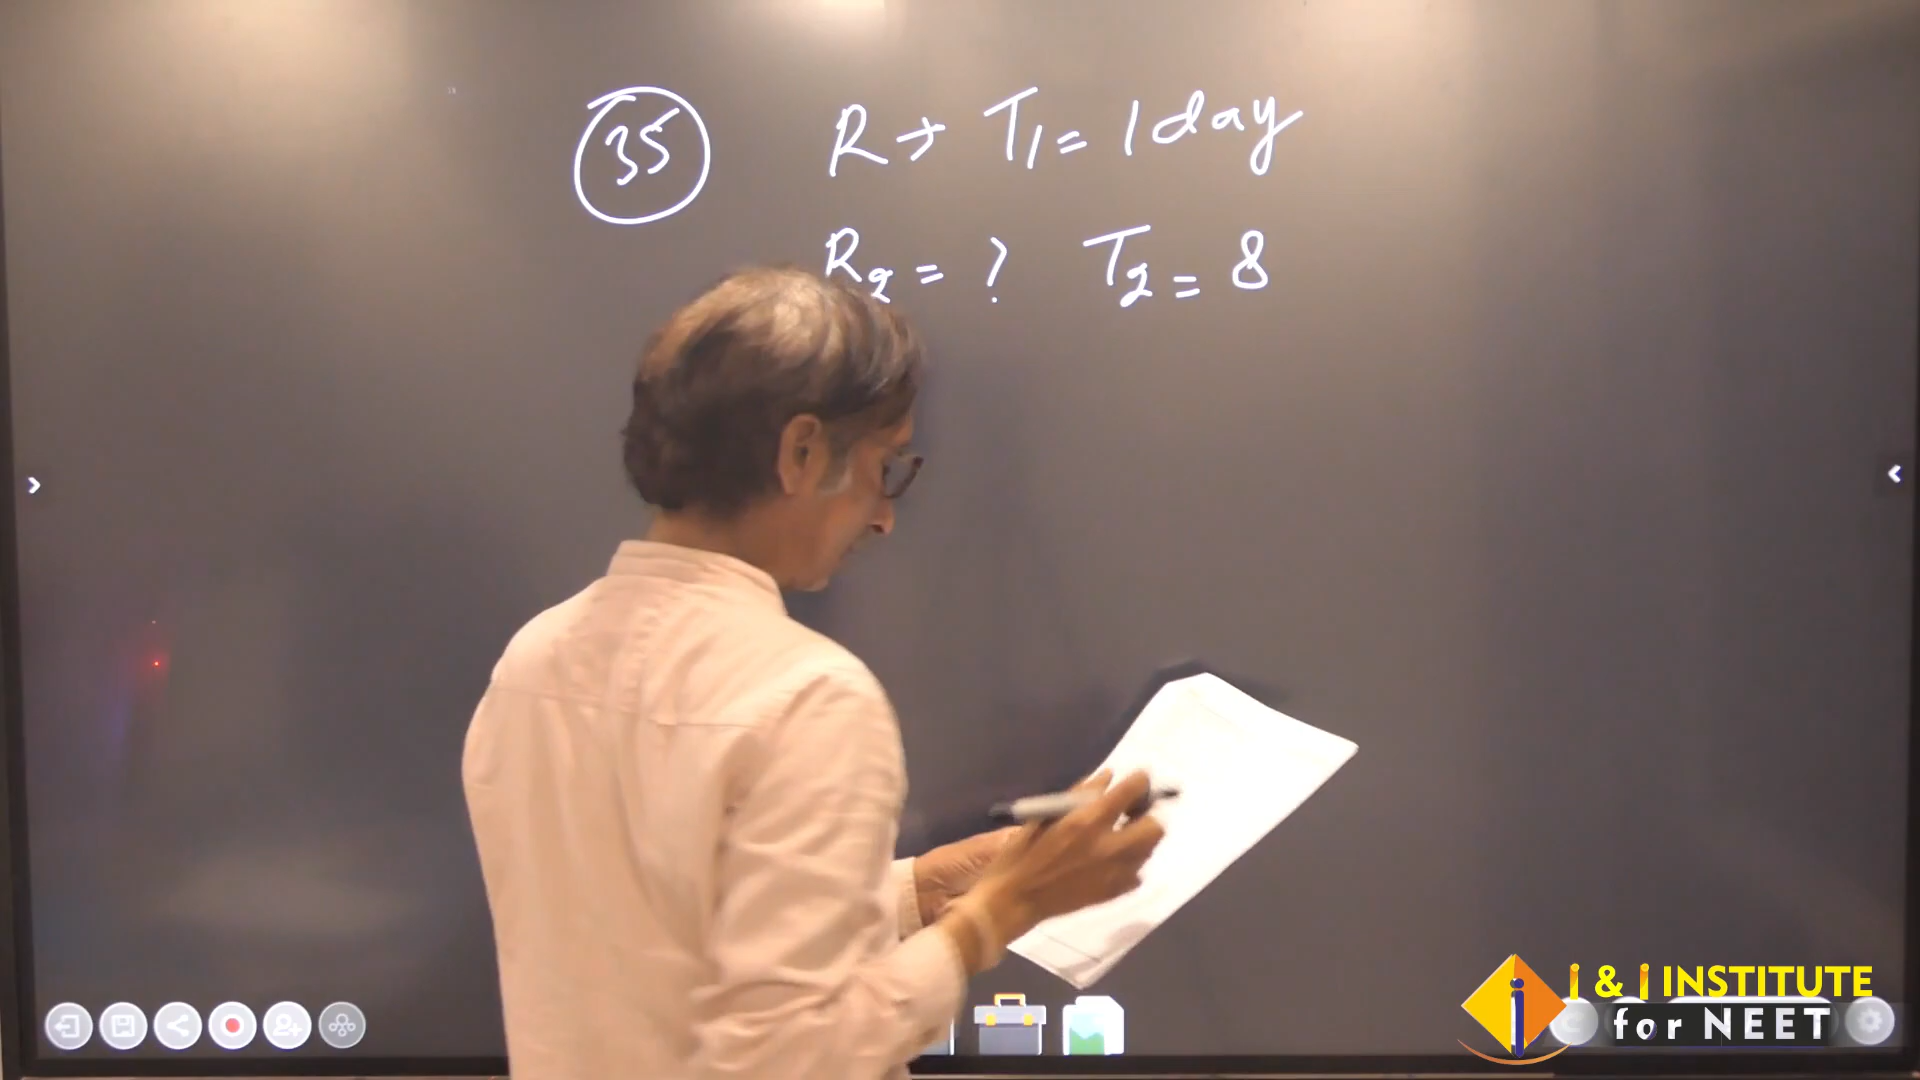 35 R → T1 = 1 day
R2 = ? T2 = 8
i & j INSTITUTE
for NEET